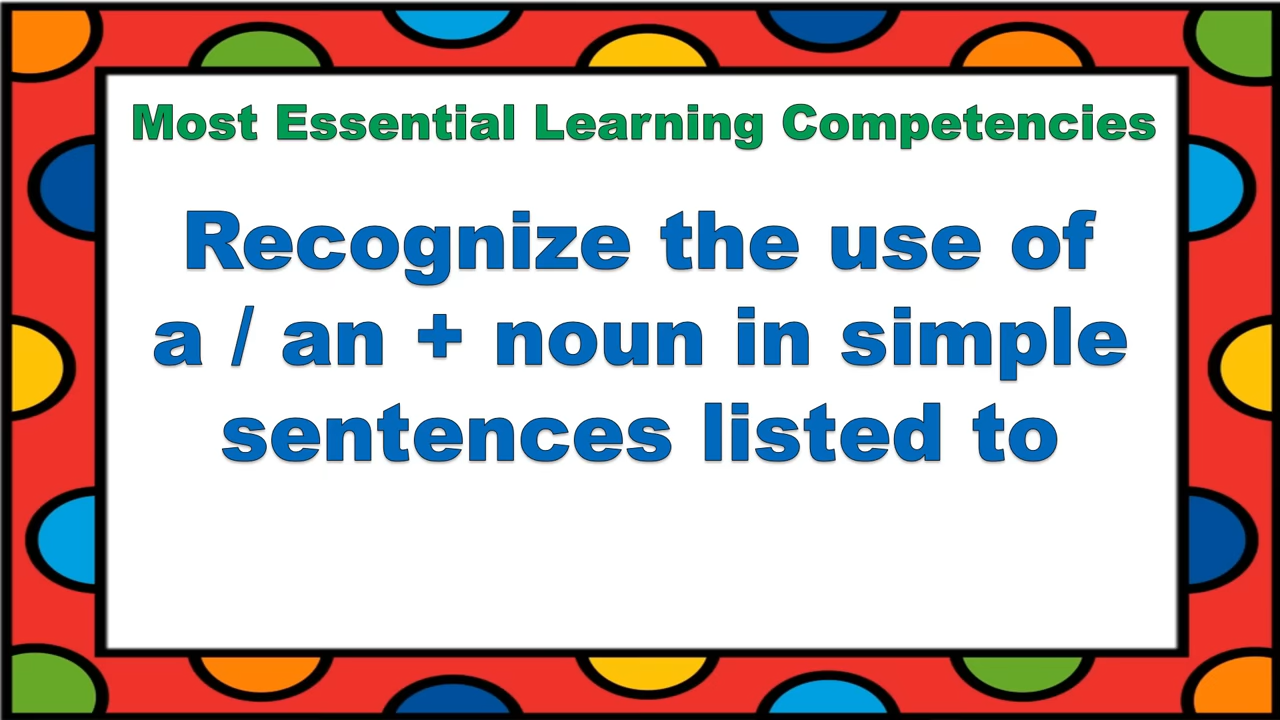 Most Essential Learning Competencies
Recognize the use of
a / an + noun in simple
sentences listed to